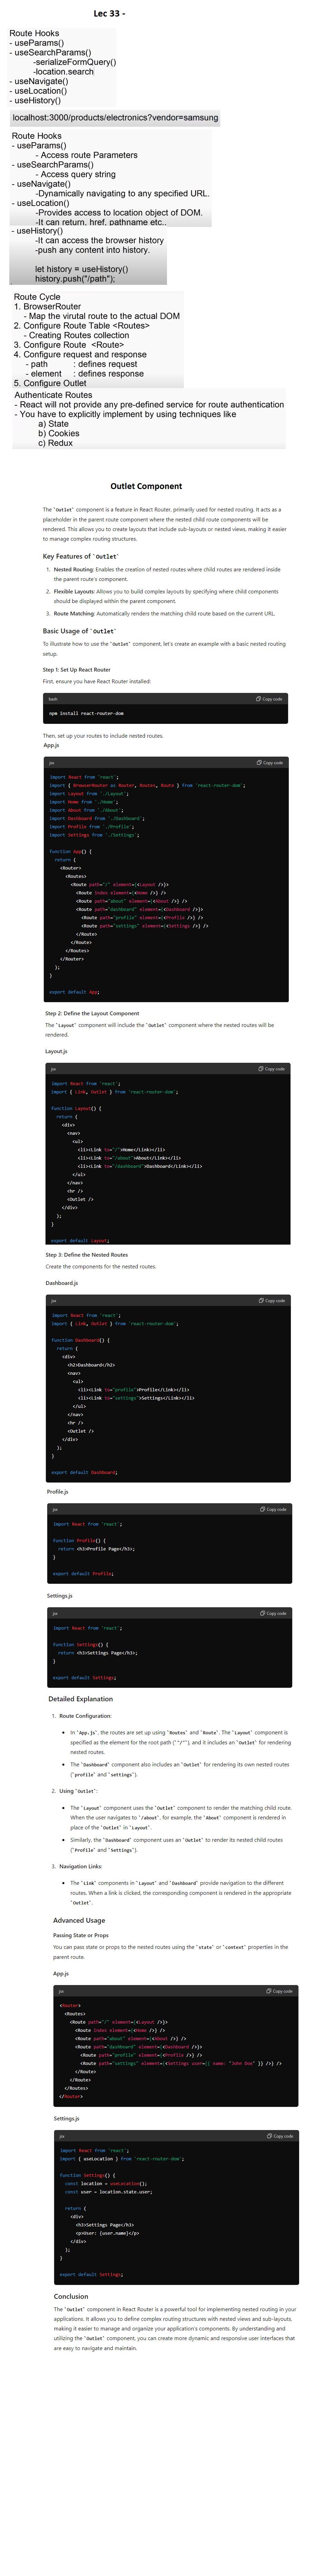 Lec 33 -
Route Hooks
- useParams()
- useSearchParams()
-serializeFormQuery()
-location.search
- useNavigate()
- useLocation()
- useHistory()
localhost:3000/products/electronics?vendor=samsung
Route Hooks
- useParams()
- Access route Parameters
- useSearchParams()
- Access query string
- useNavigate()
-Dynamically navigating to any specified URL.
- useLocation()
-Provides access to location object of DOM.
-It can return, href, pathname etc..
- useHistory()
-It can access the browser history
-push any content into history.
let history = useHistory()
history.push("/path");
Route Cycle
1. BrowserRouter
- Map the virutal route to the actual DOM
2. Configure Route Table <Routes>
- Creating Routes collection
3. Configure Route <Route>
4. Configure request and response
- path : defines request
- element : defines response
5. Configure Outlet
Authenticate Routes
- React will not provide any pre-defined service for route authentication
- You have to explicitly implement by using techniques like
a) State
b) Cookies
c) Redux
Outlet Component
The `Outlet` component is a feature in React Router, primarily used for nested routing. It acts as a
placeholder in the parent route component where the nested child route components will be
rendered. This allows you to create layouts that include sub-routes or nested views, making it easier
to manage complex routing structures.
Key Features of `Outlet`
1. Nested Routing: Enables the creation of nested routes where child routes are rendered inside
the parent route's component.
2. Flexible Layouts: Allows you to build complex layouts by specifying where child components
should be displayed within the parent component.
3. Route Matching: Automatically renders the matching child route based on the current URL.
Basic Usage of `Outlet`
To illustrate how to use the `Outlet` component, let's create an example with a basic nested routing
setup.
Step 1: Set Up React Router
First, ensure you have React Router installed:
bash Copy code
npm install react-router-dom
Then, set up your routes to include nested routes.
App.js
jsx Copy code
import React from 'react';
import { BrowserRouter as Router, Routes, Route } from 'react-router-dom';
import Layout from './Layout';
import Home from './Home';
import About from './About';
import Dashboard from './Dashboard';
import Profile from './Profile';
import Settings from './Settings';
function App() {
return (
<Router>
<Routes>
<Route path="/" element={<Layout />}>
<Route index element={<Home />} />
<Route path="about" element={<About />} />
<Route path="dashboard" element={<Dashboard />}>
<Route path="profile" element={<Profile />} />
<Route path="settings" element={<Settings />} />
</Route>
</Route>
</Routes>
</Router>
);
}
export default App;
Step 2: Define the Layout Component
The `Layout` component will include the `Outlet` component where the nested routes will be
rendered.
Layout.js
jsx Copy code
import React from 'react';
import { Link, Outlet } from 'react-router-dom';
function Layout() {
return (
<div>
<nav>
<ul>
<li><Link to="/">Home</Link></li>
<li><Link to="/about">About</Link></li>
<li><Link to="/dashboard">Dashboard</Link></li>
</ul>
</nav>
<hr />
<Outlet />
</div>
);
}
export default Layout;
Step 3: Define the Nested Routes
Create the components for the nested routes.
Dashboard.js
jsx Copy code
import React from 'react';
import { Link, Outlet } from 'react-router-dom';
function Dashboard() {
return (
<div>
<h2>Dashboard</h2>
<nav>
<ul>
<li><Link to="profile">Profile</Link></li>
<li><Link to="settings">Settings</Link></li>
</ul>
</nav>
<hr />
<Outlet />
</div>
);
}
export default Dashboard;
Profile.js
jsx Copy code
import React from 'react';
function Profile() {
return <h3>Profile Page</h3>;
}
export default Profile;
Settings.js
jsx Copy code
import React from 'react';
function Settings() {
return <h3>Settings Page</h3>;
}
export default Settings;
Detailed Explanation
1. Route Configuration:
• In `App.js`, the routes are set up using `Routes` and `Route`. The `Layout` component is
specified as the element for the root path (`"/"`), and it includes an `Outlet` for rendering
nested routes.
• The `Dashboard` component also includes an `Outlet` for rendering its own nested routes
(`profile` and `settings`).
2. Using `Outlet`:
• The `Layout` component uses the `Outlet` component to render the matching child route.
When the user navigates to `/about`, for example, the `About` component is rendered in
place of the `Outlet` in `Layout`.
• Similarly, the `Dashboard` component uses an `Outlet` to render its nested child routes
(`Profile` and `Settings`).
3. Navigation Links:
• The `Link` components in `Layout` and `Dashboard` provide navigation to the different
routes. When a link is clicked, the corresponding component is rendered in the appropriate
`Outlet`.
Advanced Usage
Passing State or Props
You can pass state or props to the nested routes using the `state` or `context` properties in the
parent route.
App.js
jsx Copy code
<Router>
<Routes>
<Route path="/" element={<Layout />}>
<Route index element={<Home />} />
<Route path="about" element={<About />} />
<Route path="dashboard" element={<Dashboard />}>
<Route path="profile" element={<Profile />} />
<Route path="settings" element={<Settings user={{ name: "John Doe" }} />} />
</Route>
</Route>
</Routes>
</Router>
Settings.js
jsx Copy code
import React from 'react';
import { useLocation } from 'react-router-dom';
function Settings() {
const location = useLocation();
const user = location.state.user;
return (
<div>
<h3>Settings Page</h3>
<p>User: {user.name}</p>
</div>
);
}
export default Settings;
Conclusion
The `Outlet` component in React Router is a powerful tool for implementing nested routing in your
applications. It allows you to define complex routing structures with nested views and sub-layouts,
making it easier to manage and organize your application's components. By understanding and
utilizing the `Outlet` component, you can create more dynamic and responsive user interfaces that
are easy to navigate and maintain.